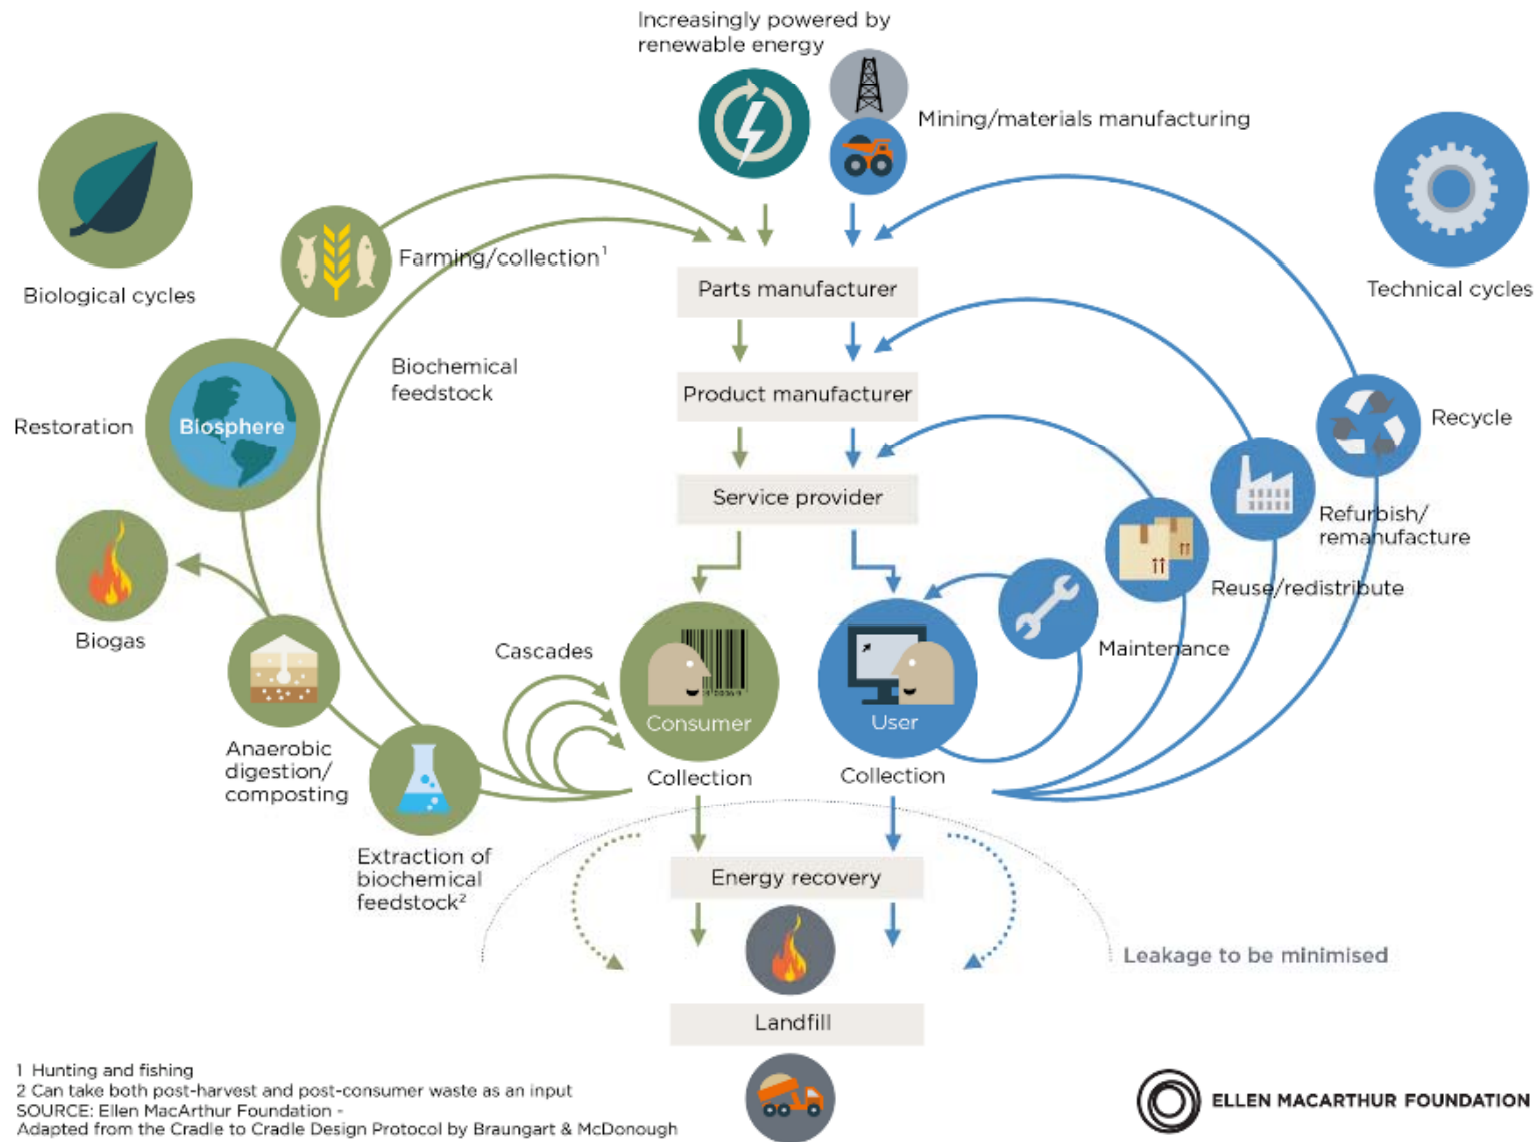 Increasingly powered by
renewable energy
Mining/materials manufacturing
Biological cycles
Technical cycles
Farming/collection¹
Parts manufacturer
Biochemical
feedstock
Product manufacturer
Restoration
Biosphere
Recycle
Service provider
Refurbish/
remanufacture
Reuse/redistribute
Biogas
Cascades
Maintenance
Consumer
User
Anaerobic
digestion/
composting
Collection
Collection
Extraction of
biochemical
feedstock²
Energy recovery
Leakage to be minimised
Landfill
1 Hunting and fishing
2 Can take both post-harvest and post-consumer waste as an input
SOURCE: Ellen MacArthur Foundation -
Adapted from the Cradle to Cradle Design Protocol by Braungart & McDonough
ELLEN MACARTHUR FOUNDATION